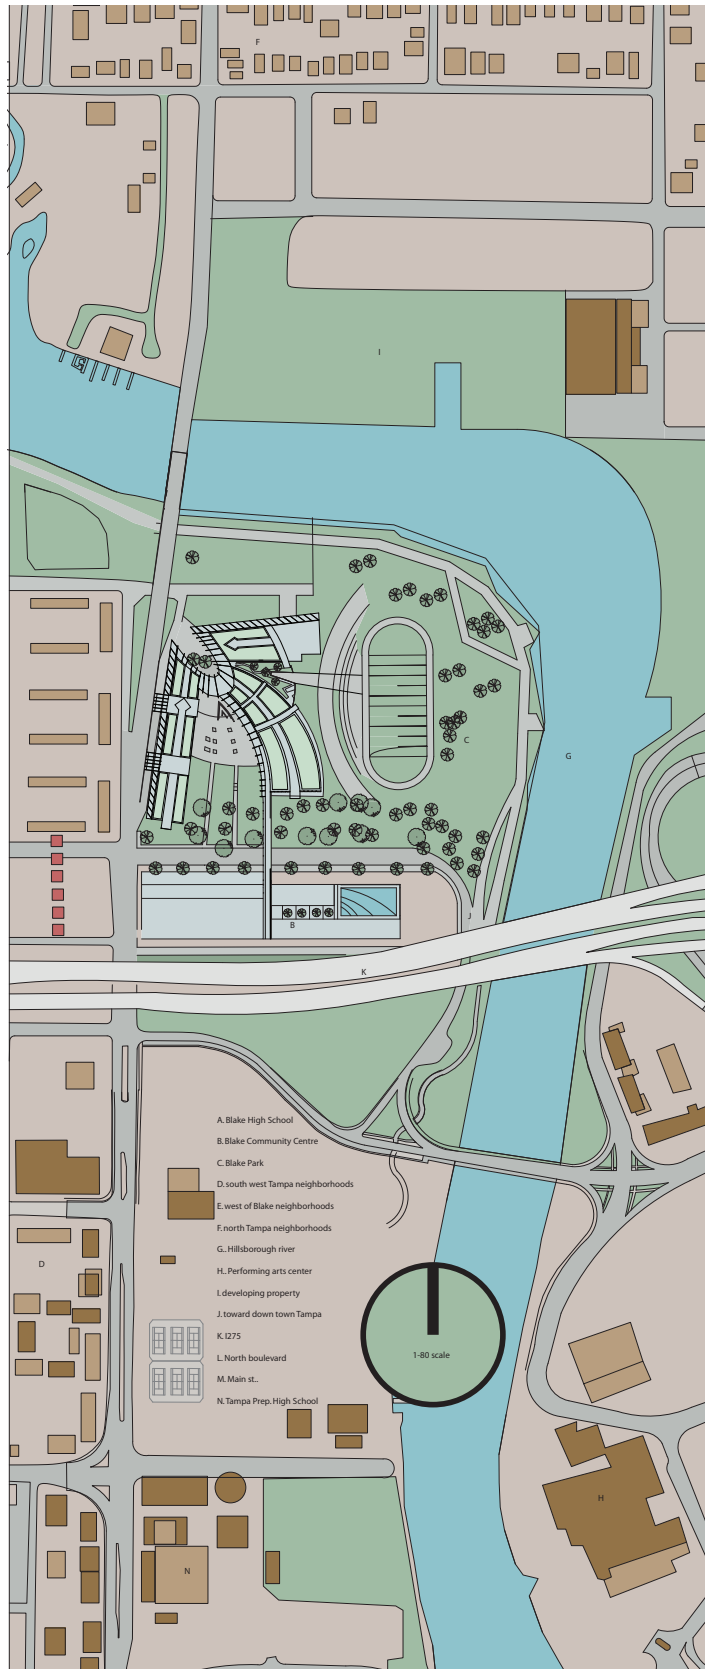 F
I
C
G
J
B
K
A. Blake High School
B. Blake Community Centre
C. Blake Park
D. south west Tampa neighborhoods
E. west of Blake neighborhoods
F. north Tampa neighborhoods
G.. Hillsborough river
H.. Performing arts center
I. developing property
J. toward down town Tampa
K. I275
L. North boulevard
M. Main st..
N. Tampa Prep. High School
D
1-80 scale
H
N